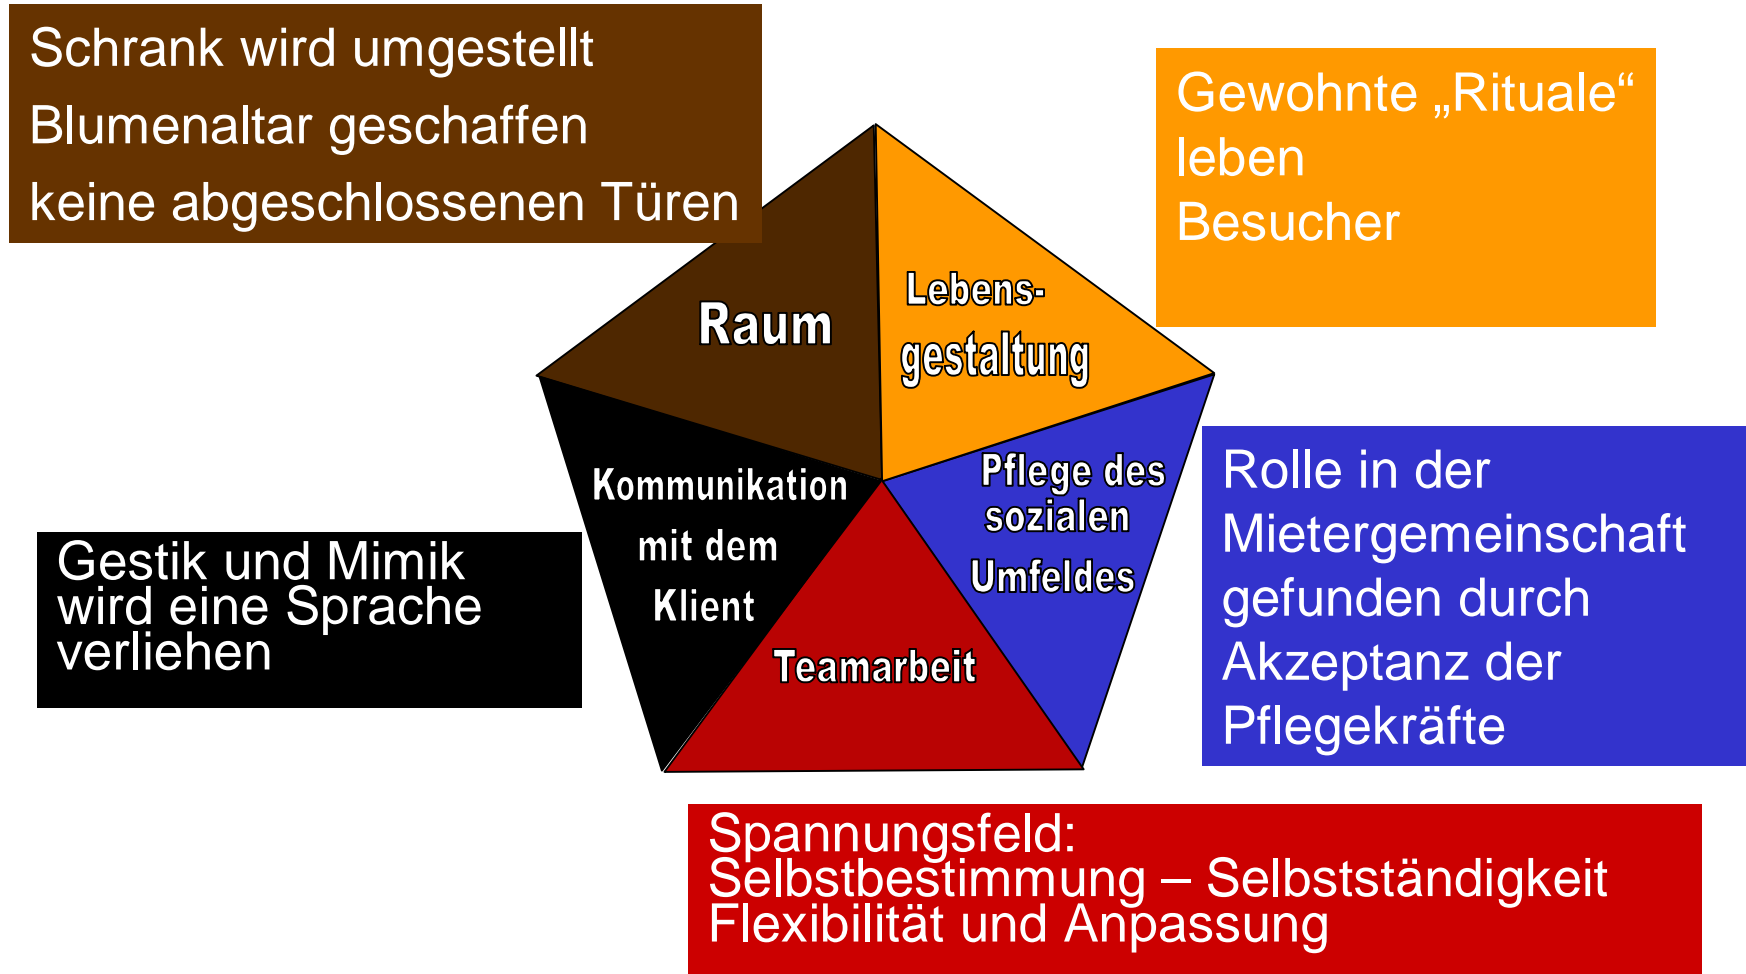 Schrank wird umgestellt
Blumenaltar geschaffen
keine abgeschlossenen Türen
Gewohnte „Rituale“
leben
Besucher
Raum
Lebens-
gestaltung
Kommunikation
mit dem
Klient
Pflege des
sozialen
Umfeldes
Teamarbeit
Gestik und Mimik
wird eine Sprache
verliehen
Rolle in der
Mietergemeinschaft
gefunden durch
Akzeptanz der
Pflegekräfte
Spannungsfeld:
Selbstbestimmung – Selbstständigkeit
Flexibilität und Anpassung